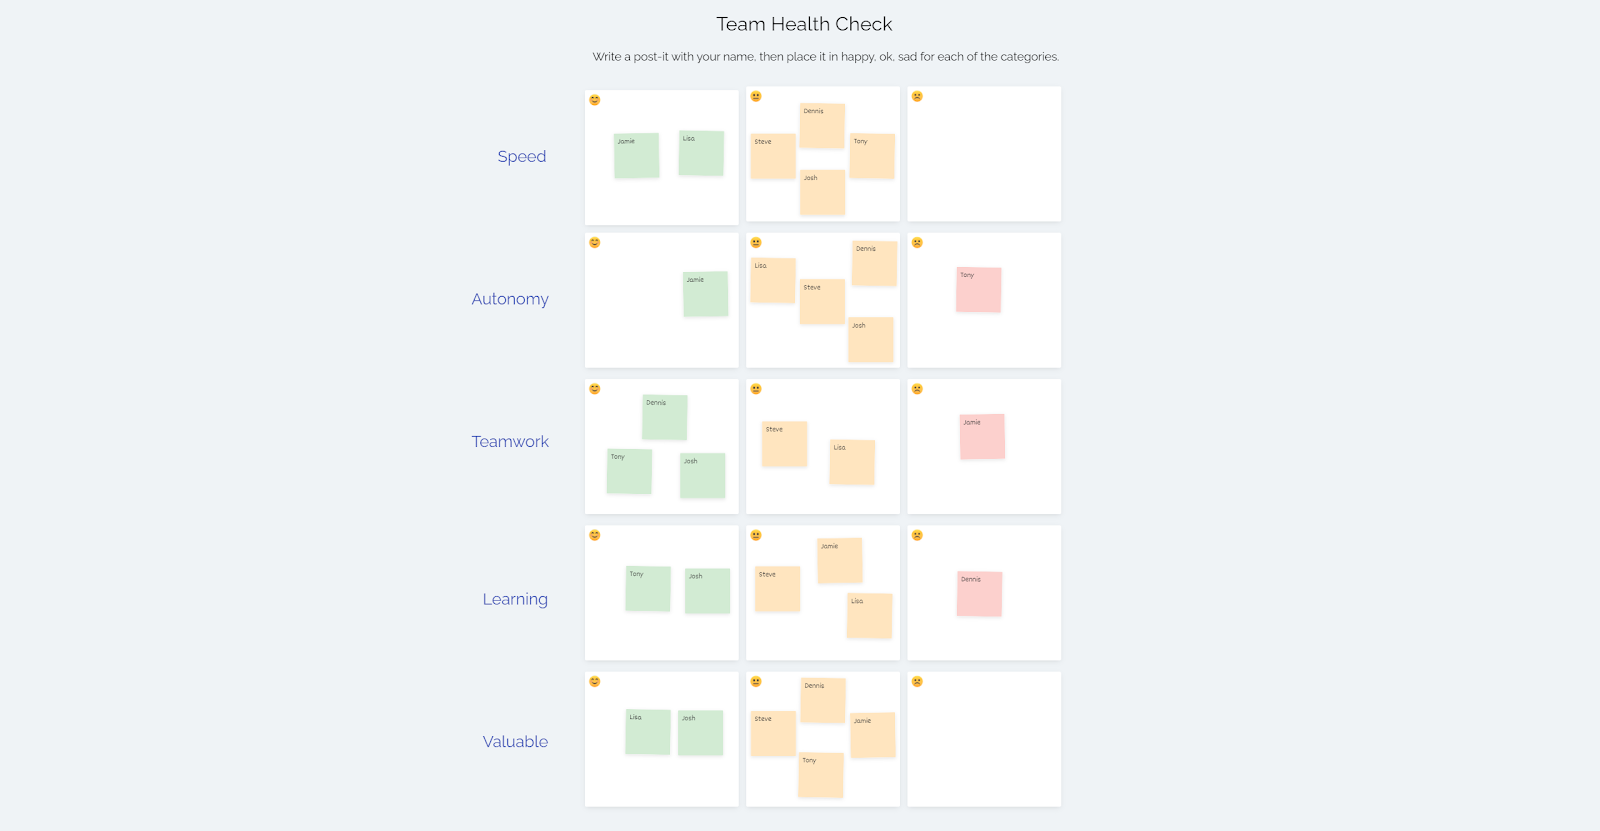 Team Health Check
Write a post-it with your name, then place it in happy, ok, sad for each of the categories.
Speed
Jamie
Lisa
Dennis
Steve
Tony
Josh
Autonomy
Jamie
Dennis
Lisa
Steve
Josh
Tony
Teamwork
Dennis
Tony
Josh
Steve
Lisa
Jamie
Learning
Tony
Josh
Jamie
Steve
Lisa
Dennis
Valuable
Lisa
Josh
Dennis
Steve
Jamie
Tony